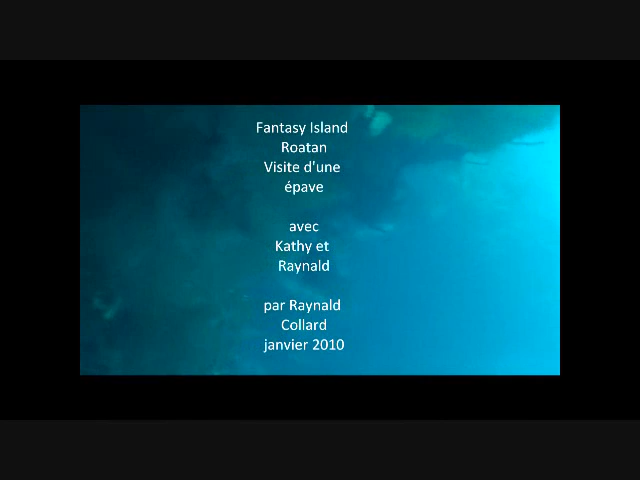 Fantasy Island
Roatan
Visite d'une
épave
avec
Kathy et
Raynald
par Raynald
Collard
janvier 2010